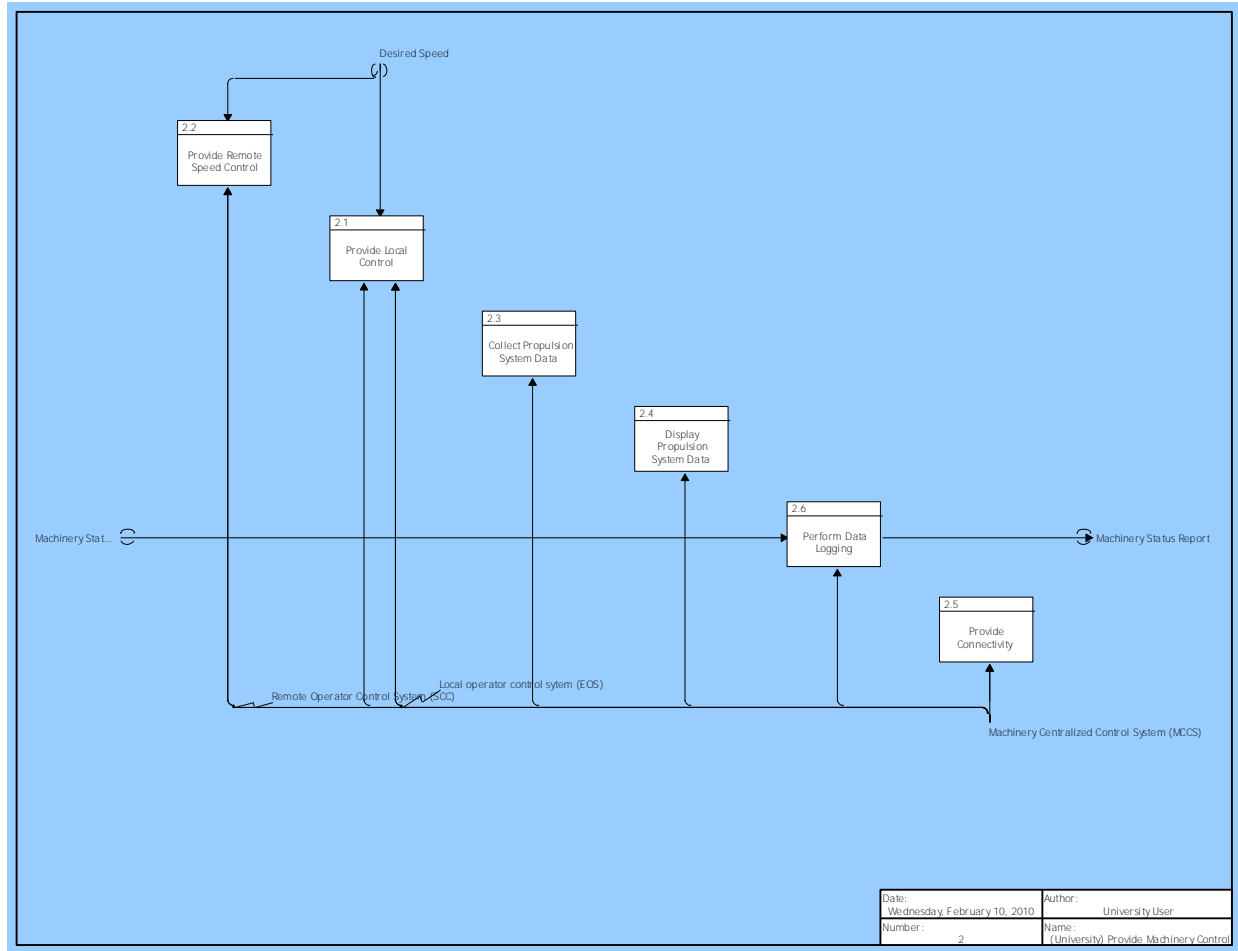 Desired Speed
2.2
Provide Remote
Speed Control
2.1
Provide Local
Control
2.3
Collect Propulsion
System Data
2.4
Display
Propulsion
System Data
2.6
Perform Data
Logging
Machinery Stat...
Machinery Status Report
2.5
Provide
Connectivity
Local operator control sytem (EOS)
Remote Operator Control System (SCC)
Machinery Centralized Control System (MCCS)
Date:
Wednesday, February 10, 2010
Author:
University User
Number:
2
Name:
(University) Provide Machinery Control